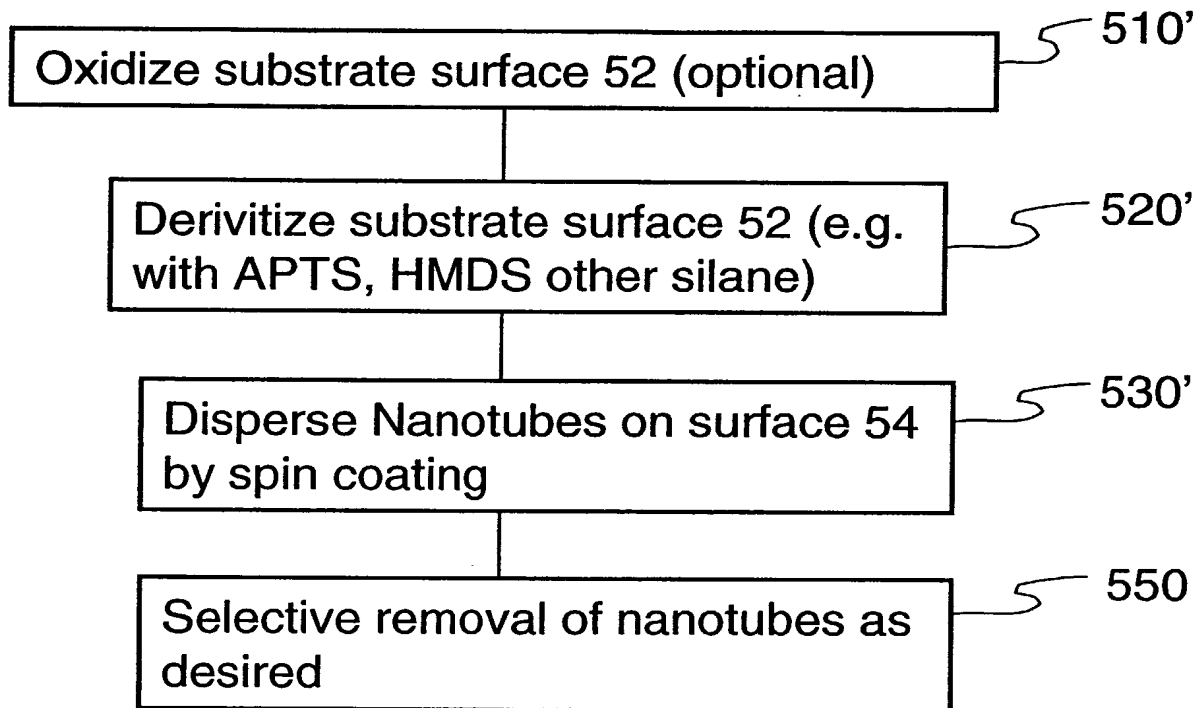 510’
Oxidize substrate surface 52 (optional)
520’
Derivitize substrate surface 52 (e.g.
with APTS, HMDS other silane)
530’
Disperse Nanotubes on surface 54
by spin coating
550
Selective removal of nanotubes as
desired